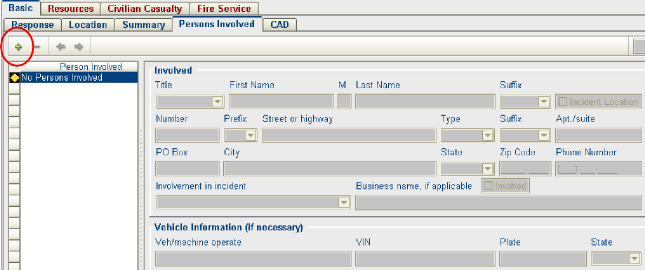 Basic Resources Civilian Casualty Fire Service
Response Location Summary Persons Involved CAD
Person Involved
No Persons Involved
Involved
Title First Name M Last Name Suffix
Incident Location
Number Prefix Street or highway Type Suffix Apt./suite
PO Box City State Zip Code Phone Number
Involvement in incident Business name, if applicable Involved
Vehicle Information (if necessary)
Veh/machine operate VIN Plate State